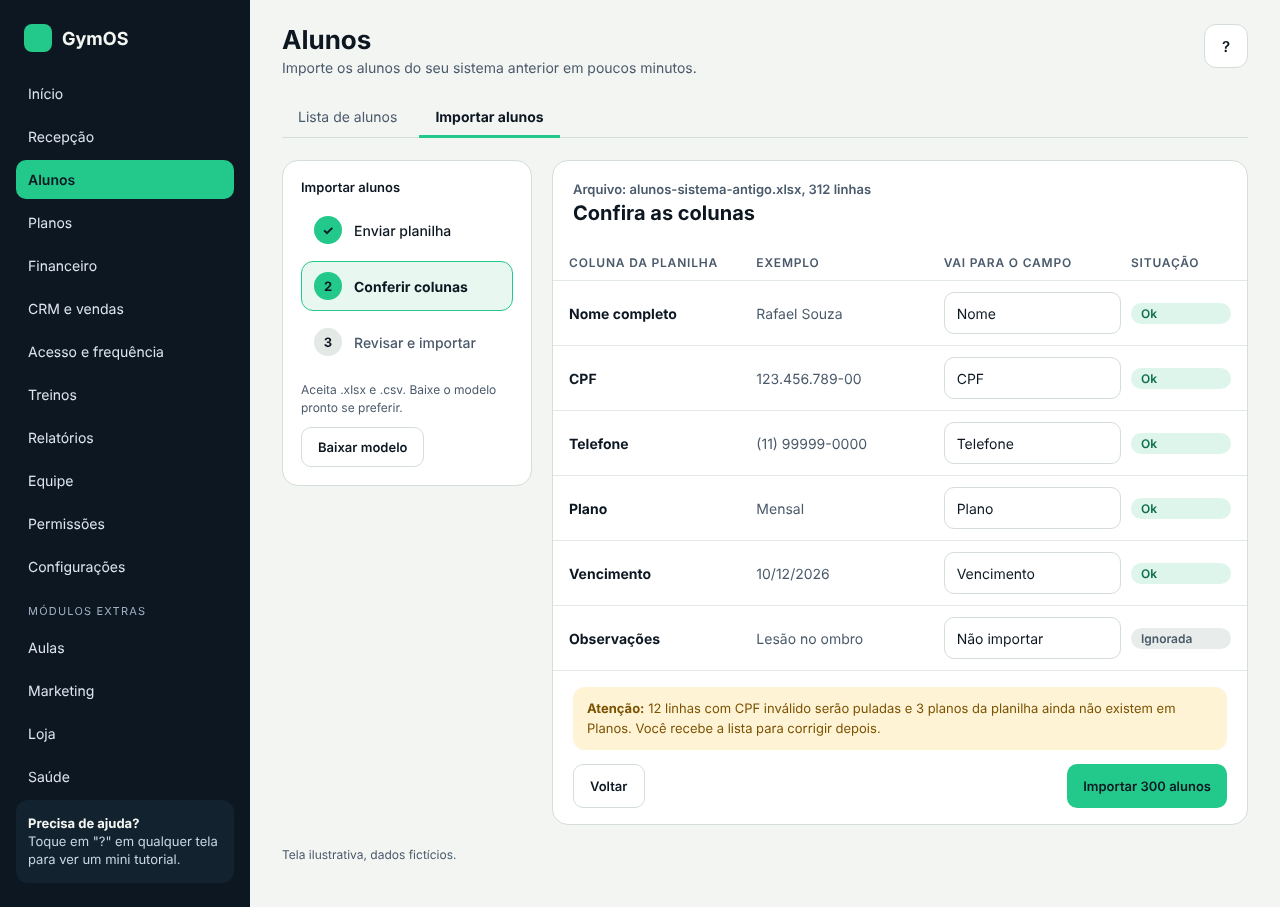 GymOS
Início
Recepção
Alunos
Planos
Financeiro
CRM e vendas
Acesso e frequência
Treinos
Relatórios
Equipe
Permissões
Configurações
MÓDULOS EXTRAS
Aulas
Marketing
Loja
Saúde
Precisa de ajuda?
Toque em "?" em qualquer tela
para ver um mini tutorial.
Alunos
Importe os alunos do seu sistema anterior em poucos minutos.
?
Lista de alunos Importar alunos
Importar alunos
Enviar planilha
2 Conferir colunas
3 Revisar e importar
Aceita .xlsx e .csv. Baixe o modelo
pronto se preferir.
Baixar modelo
Arquivo: alunos-sistema-antigo.xlsx, 312 linhas
Confira as colunas
COLUNA DA PLANILHA EXEMPLO VAI PARA O CAMPO SITUAÇÃO
Nome completo Rafael Souza Nome Ok
CPF 123.456.789-00 CPF Ok
Telefone (11) 99999-0000 Telefone Ok
Plano Mensal Plano Ok
Vencimento 10/12/2026 Vencimento Ok
Observações Lesão no ombro Não importar Ignorada
Atenção: 12 linhas com CPF inválido serão puladas e 3 planos da planilha ainda não existem em
Planos. Você recebe a lista para corrigir depois.
Voltar Importar 300 alunos
Tela ilustrativa, dados fictícios.